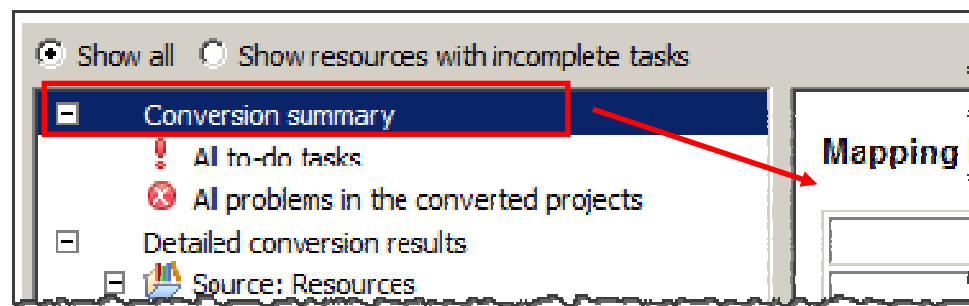 Show all Show resources with incomplete tasks
Conversion summary
All to-do tasks
Mapping
All problems in the converted projects
Detailed conversion results
Source: Resources